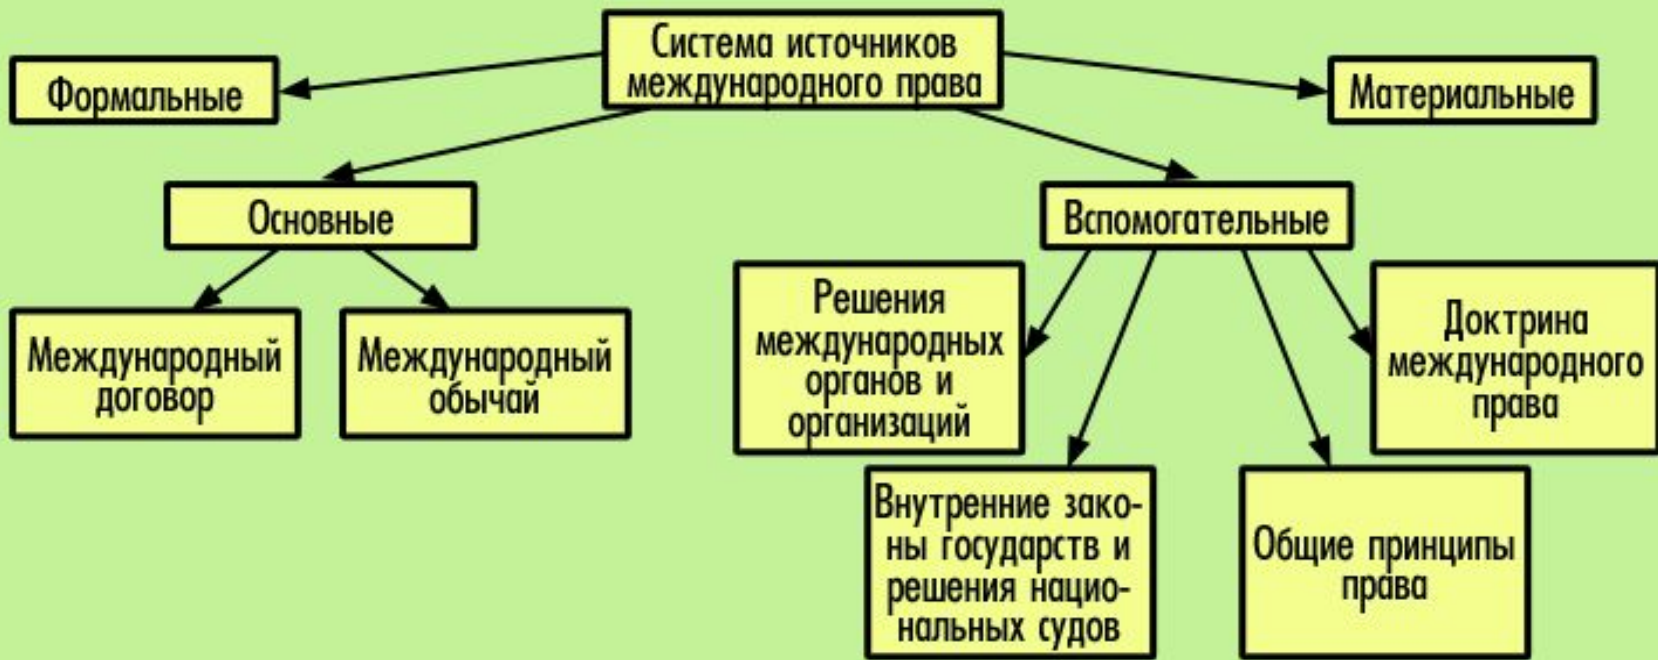 Система источников
международного права
Формальные
Материальные
Основные
Вспомогательные
Международный
договор
Международный
обычай
Решения
международных
органов и
организаций
Доктрина
международного
права
Внутренние зако-
ны государств и
решения нацио-
нальных судов
Общие принципы
права